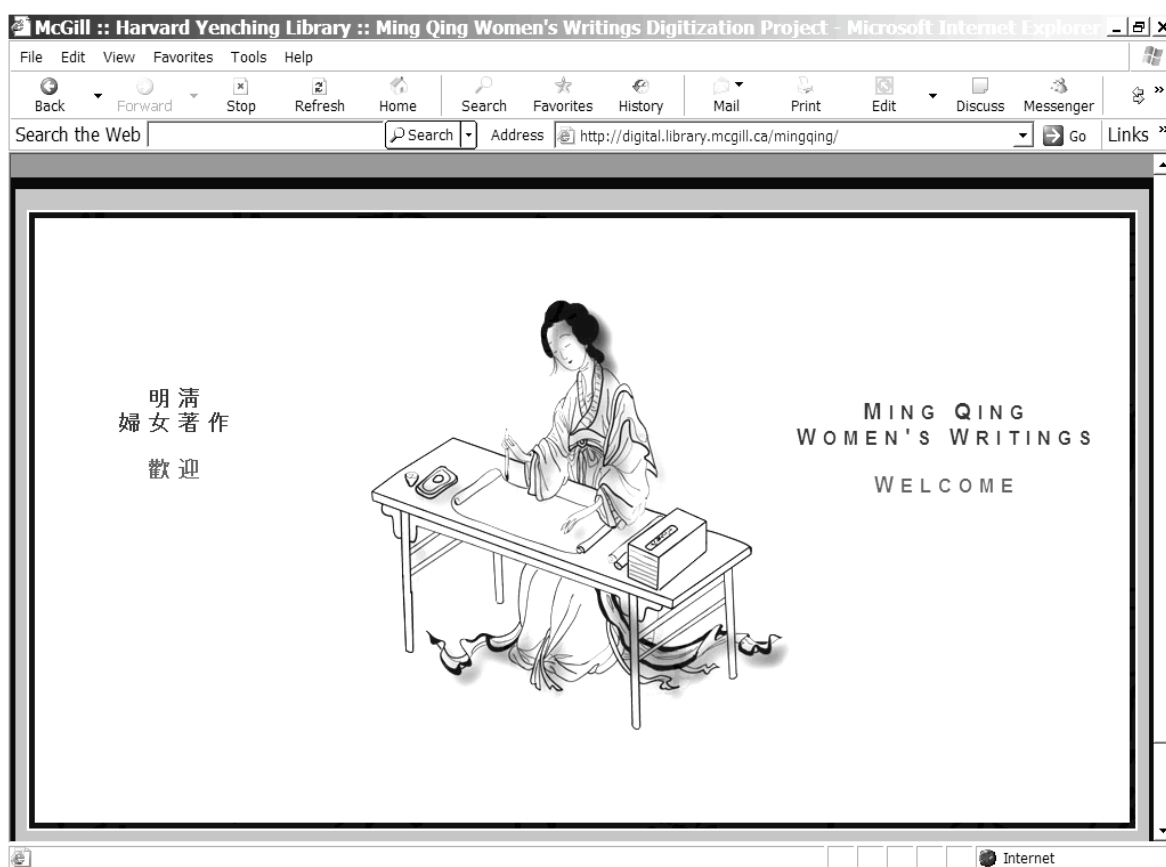 McGill :: Harvard Yenching Library :: Ming Qing Women's Writings Digitization Project - Microsoft Internet Explorer
File Edit View Favorites Tools Help
Back Forward Stop Refresh Home Search Favorites History Mail Print Edit Discuss Messenger »
Search the Web Search Address http://digital.library.mcgill.ca/mingqing/ Go Links »
明清
婦女著作
歡迎
MING QING
WOMEN'S WRITINGS
WELCOME
Internet